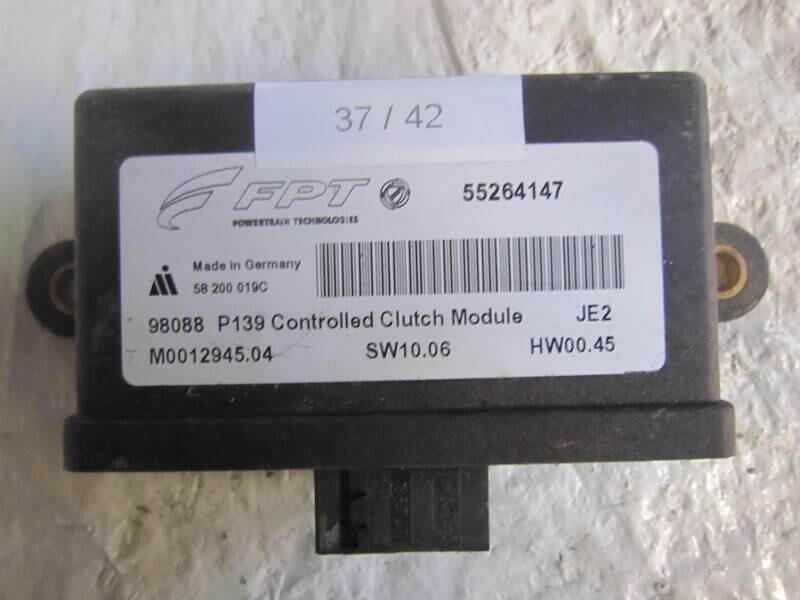 37 / 42
FPT
POWERTRAIN TECHNOLOGIES
55264147
Made in Germany
58 200 019C
98088 P139 Controlled Clutch Module JE2
M0012945.04 SW10.06 HW00.45